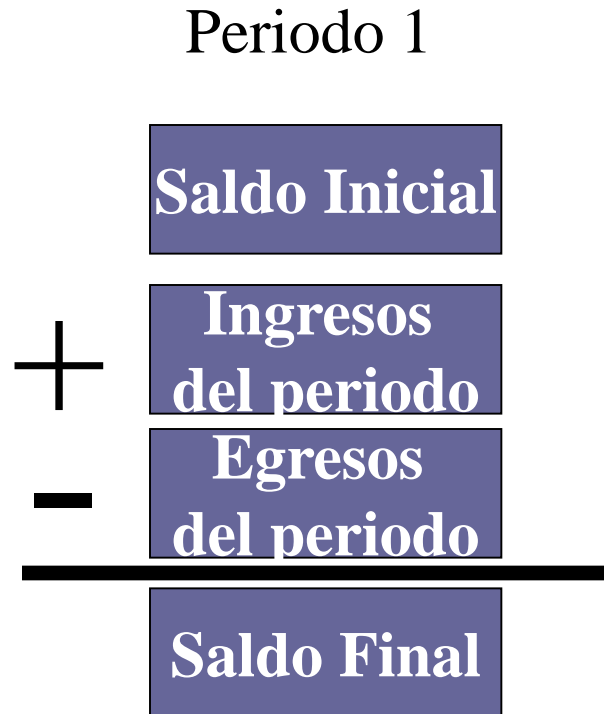 Periodo 1
Saldo Inicial
+
Ingresos
del periodo
-
Egresos
del periodo
Saldo Final